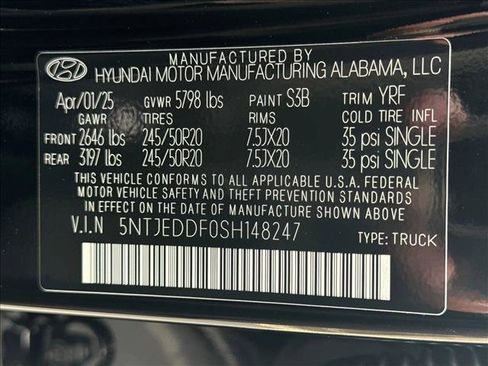 MANUFACTURED BY
HYUNDAI MOTOR MANUFACTURING ALABAMA, LLC
Apr/01/25 GVWR 5798 lbs PAINT S3B TRIM YRF
GAWR TIRES RIMS COLD TIRE INFL
FRONT 2646 lbs 245/50R20 7.5JX20 35 psi SINGLE
REAR 3197 lbs 245/50R20 7.5JX20 35 psi SINGLE
THIS VEHICLE CONFORMS TO ALL APPLICABLE U.S.A. FEDERAL
MOTOR VEHICLE SAFETY AND THEFT PREVENTION STANDARDS
IN EFFECT ON THE DATE OF MANUFACTURE SHOWN ABOVE.
V.I.N 5NTJEDDF0SH148247 TYPE: TRUCK